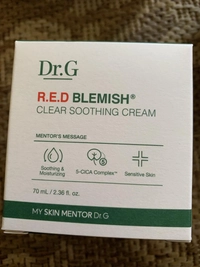 Dr.G
R.E.D BLEMISH®
CLEAR SOOTHING CREAM
MENTOR'S MESSAGE
Soothing &
Moisturizing
5-CICA Complex™
Sensitive Skin
70 mL / 2.36 fl. oz.
MY SKIN MENTOR Dr.G